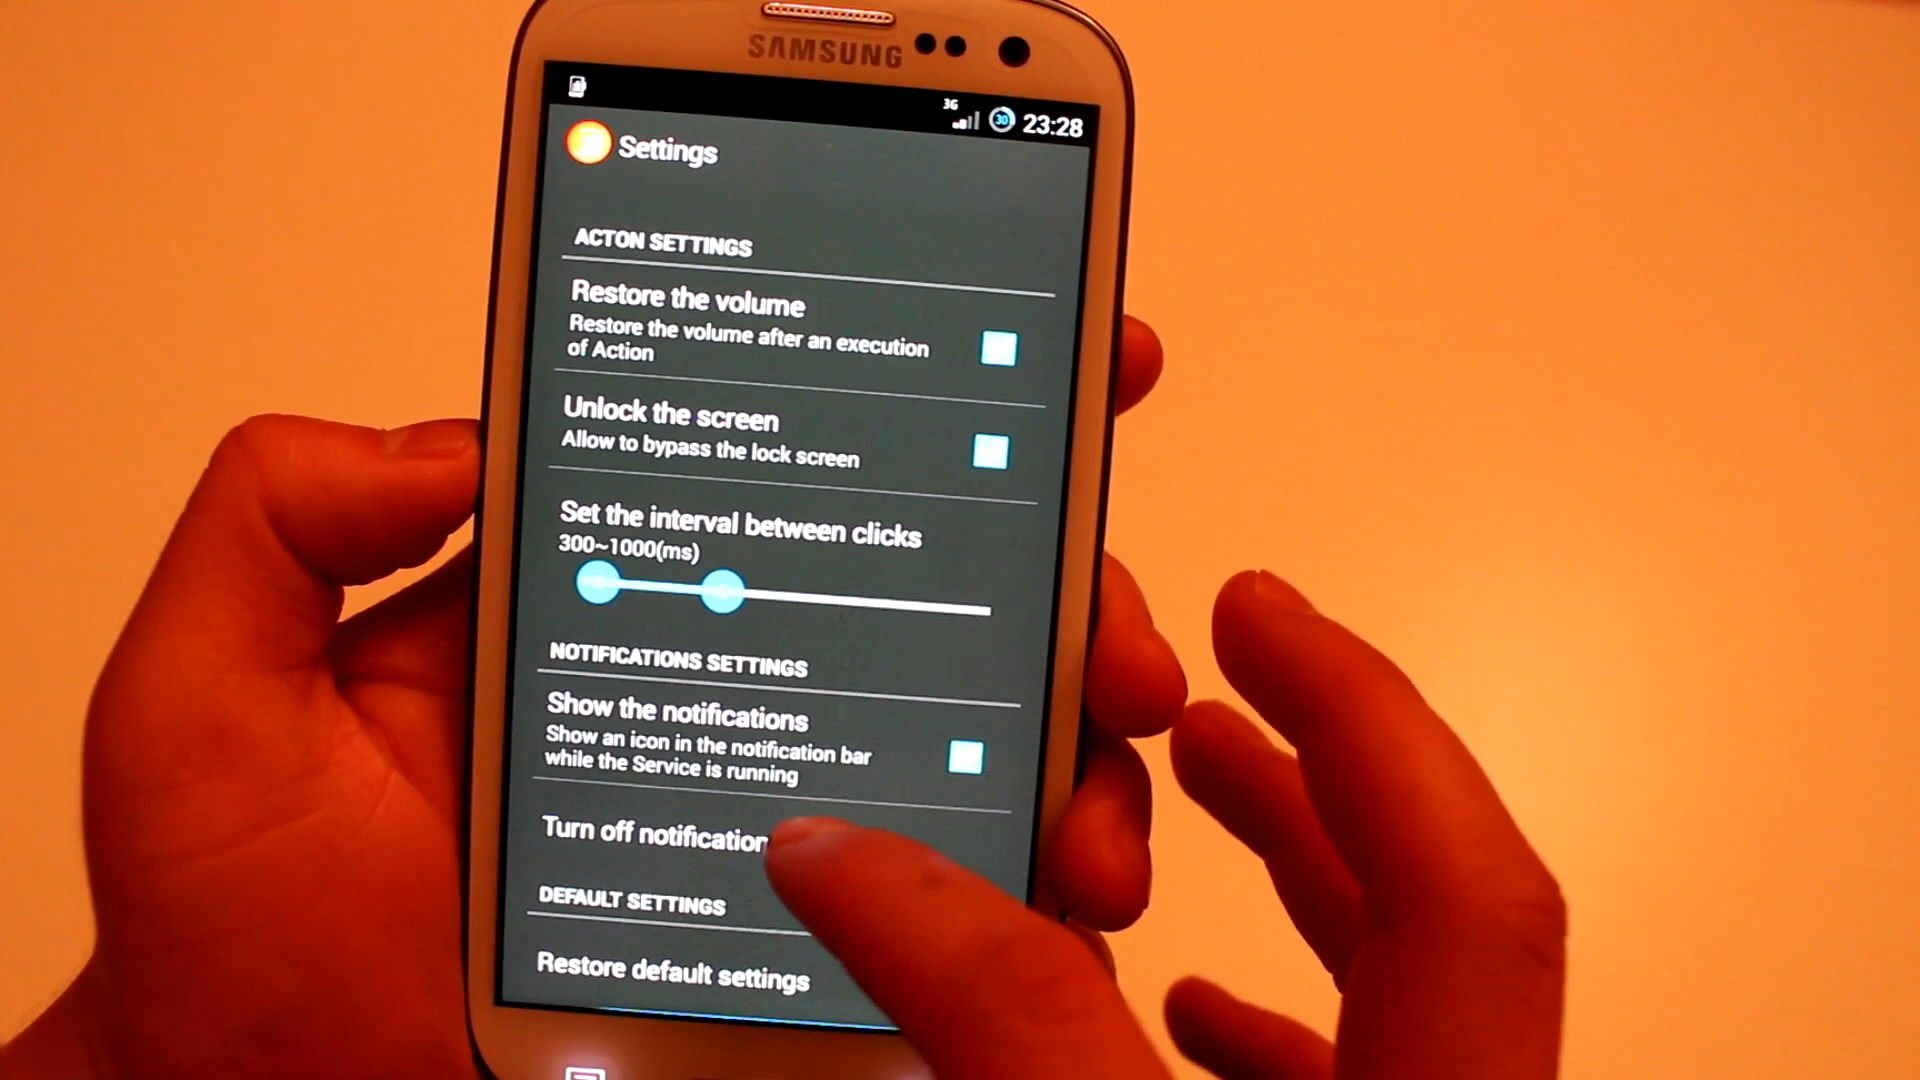 SAMSUNG
3G
30
23:28
Settings
ACTON SETTINGS
Restore the volume
Restore the volume after an execution
of Action
Unlock the screen
Allow to bypass the lock screen
Set the interval between clicks
300~1000(ms)
NOTIFICATIONS SETTINGS
Show the notifications
Show an icon in the notification bar
while the Service is running
Turn off notification
DEFAULT SETTINGS
Restore default settings